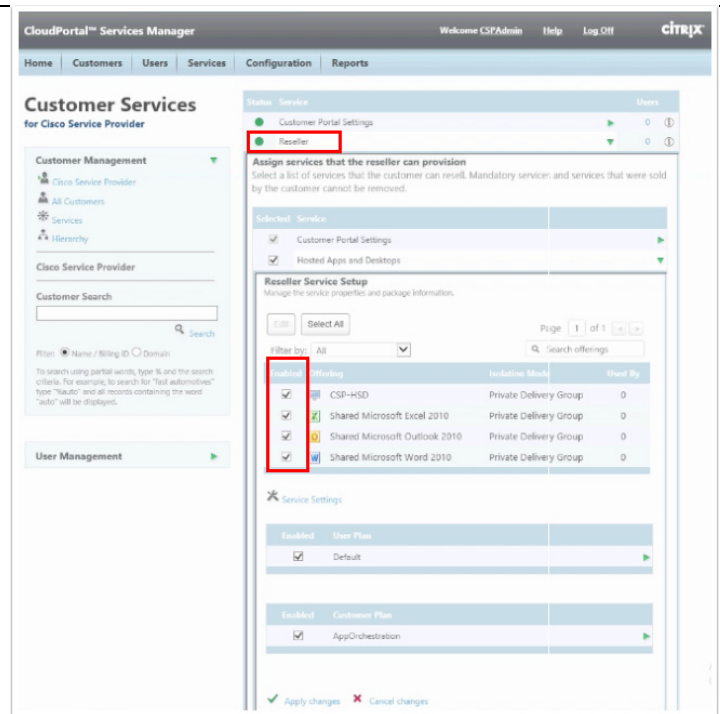 CloudPortal™ Services Manager
Welcome CSPAdmin Help Log Off
CITRIX
Home Customers Users Services Configuration Reports
Customer Services
for Cisco Service Provider
Customer Management
Cisco Service Provider
All Customers
Services
Hierarchy
Cisco Service Provider
Customer Search
Search
Filter: Name / Billing ID Domain
To search using partial words, type % and the search
criteria. For example, to search for "fast automotives"
type "%auto" and all records containing the word
"auto" will be displayed.
User Management
Status Service Users
Customer Portal Settings 0
Reseller 0
Assign services that the reseller can provision
Select a list of services that the customer can resell. Mandatory services and services that were sold
by the customer cannot be removed.
Selected Service
Customer Portal Settings
Hosted Apps and Desktops
Reseller Service Setup
Manage the service properties and package information.
Edit Select All Page 1 of 1
Filter by: All Search offerings
Enabled Offering Isolation Mode Used By
CSP-HSD Private Delivery Group 0
Shared Microsoft Excel 2010 Private Delivery Group 0
Shared Microsoft Outlook 2010 Private Delivery Group 0
Shared Microsoft Word 2010 Private Delivery Group 0
Service Settings
Enabled User Plan
Default
Enabled Customer Plan
AppOrchestration
Apply changes Cancel changes